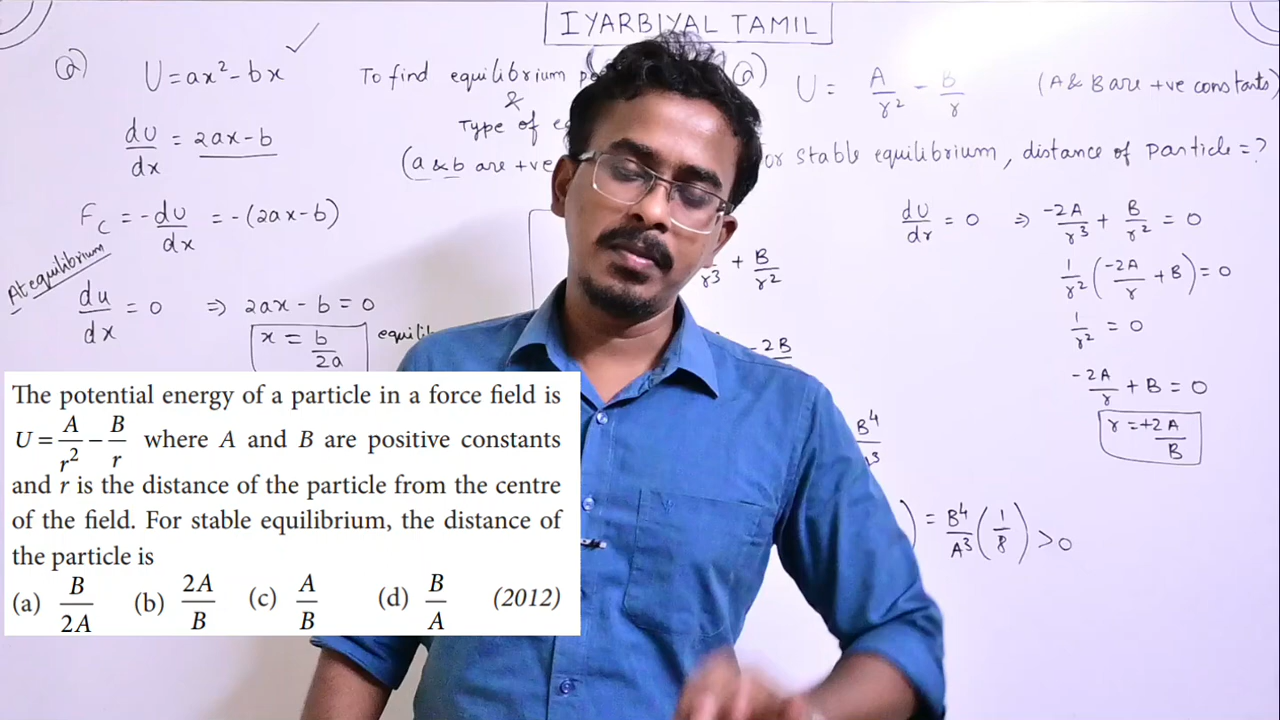 IYARBIYAL TAMIL
a) U = ax² - bx
To find equilibrium
&
Type of
(a & b are +ve
dU/dx = 2ax - b
F_C = -dU/dx = -(2ax - b)
At equilibrium
du/dx = 0 ⇒ 2ax - b = 0
x = b/2a
a) U = A/r² - B/r (A & B are +ve constants)
or stable equilibrium, distance of particle = ?
dU/dr = 0 ⇒ -2A/r³ + B/r² = 0
1/r² (-2A/r + B) = 0
1/r² = 0
-2A/r + B = 0
r = +2A/B
r³ + B/r²
-2B
B⁴
) = B⁴/A³ (1/8) > 0
The potential energy of a particle in a force field is
U = A/r² - B/r where A and B are positive constants
and r is the distance of the particle from the centre
of the field. For stable equilibrium, the distance of
the particle is
(a) B/2A (b) 2A/B (c) A/B (d) B/A (2012)